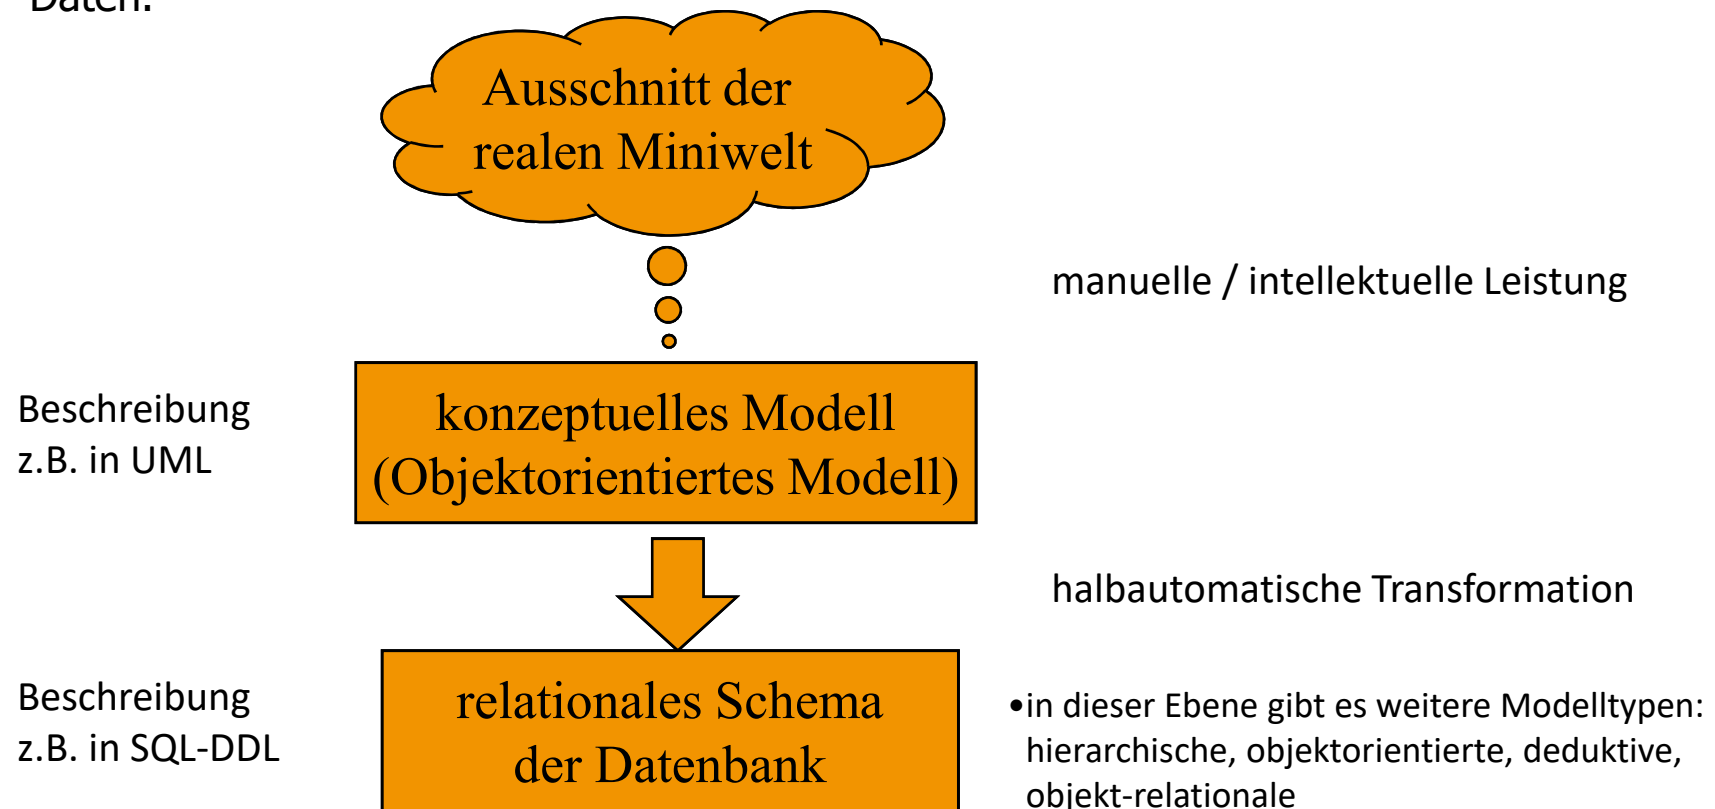 Daten.
Ausschnitt der
realen Miniwelt
manuelle / intellektuelle Leistung
Beschreibung
z.B. in UML
konzeptuelles Modell
(Objektorientiertes Modell)
halbautomatische Transformation
Beschreibung
z.B. in SQL-DDL
relationales Schema
der Datenbank
•in dieser Ebene gibt es weitere Modelltypen:
hierarchische, objektorientierte, deduktive,
objekt-relationale